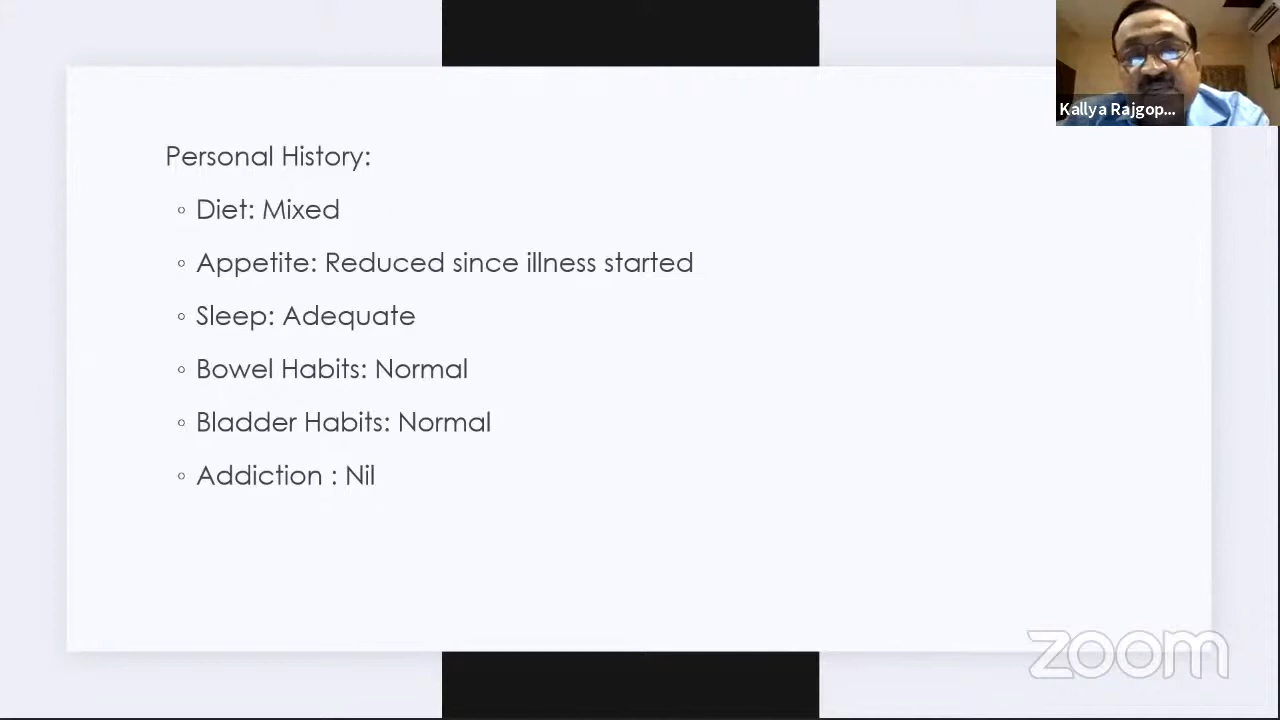 Kallya Rajgop...
Personal History:
◦ Diet: Mixed
◦ Appetite: Reduced since illness started
◦ Sleep: Adequate
◦ Bowel Habits: Normal
◦ Bladder Habits: Normal
◦ Addiction : Nil
zoom